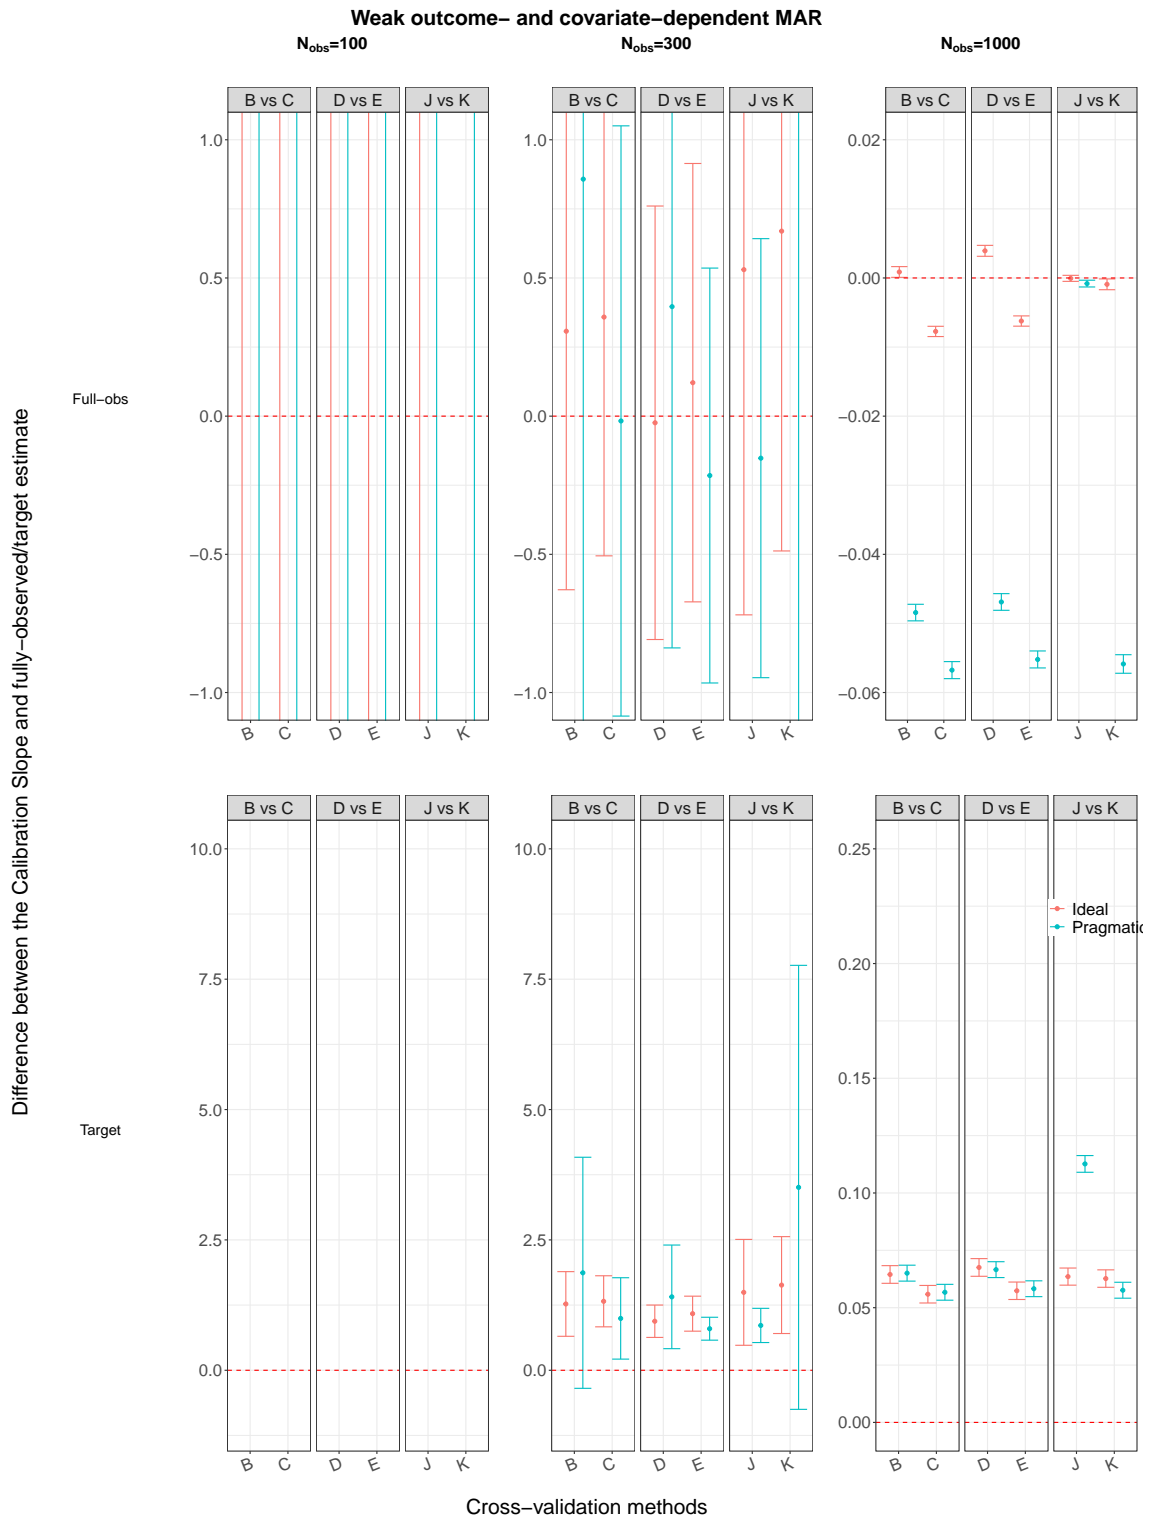 Weak outcome− and covariate−dependent MAR
Nobs=100
Nobs=300
Nobs=1000
Difference between the Calibration Slope and fully−observed/target estimate
Full−obs
B vs C
D vs E
J vs K
1.0
0.5
0.0
−0.5
−1.0
B
C
D
E
J
K
B vs C
D vs E
J vs K
1.0
0.5
0.0
−0.5
−1.0
B
C
D
E
J
K
B vs C
D vs E
J vs K
0.02
0.00
−0.02
−0.04
−0.06
B
C
D
E
J
K
Target
B vs C
D vs E
J vs K
10.0
7.5
5.0
2.5
0.0
B
C
D
E
J
K
B vs C
D vs E
J vs K
10.0
7.5
5.0
2.5
0.0
B
C
D
E
J
K
B vs C
D vs E
J vs K
0.25
0.20
0.15
0.10
0.05
0.00
B
C
D
E
J
K
Ideal
Pragmatic
Cross−validation methods